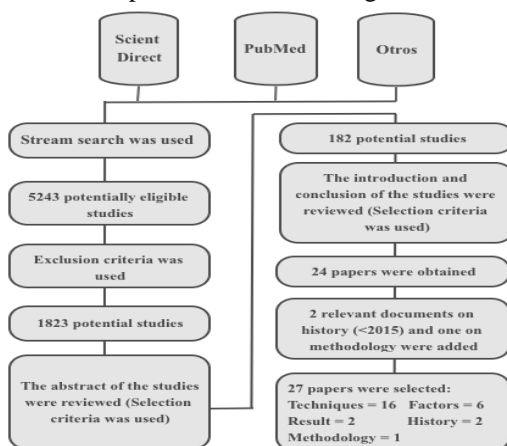 Scient
Direct
PubMed
Otros
Stream search was used
5243 potentially eligible
studies
Exclusion criteria was
used
1823 potential studies
The abstract of the studies
were reviewed (Selection
criteria was used)
182 potential studies
The introduction and
conclusion of the studies were
reviewed (Selection criteria
was used)
24 papers were obtained
2 relevant documents on
history (<2015) and one on
methodology were added
27 papers were selected:
Techniques = 16 Factors = 6
Result = 2 History = 2
Methodology = 1